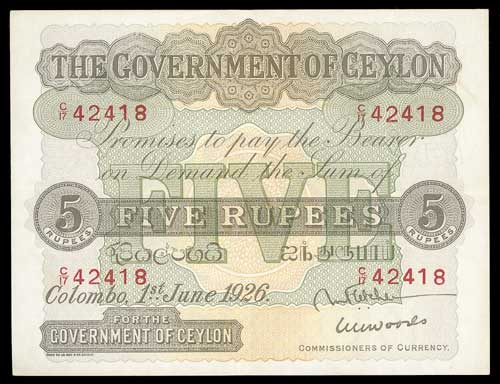 THE GOVERNMENT OF CEYLON
C/17 42418 C/17 42418
Promises to pay the Bearer
on Demand the Sum of
FIVE
5 RUPEES FIVE RUPEES 5 RUPEES
ஐந்துரூபா
C/17 42418 C/17 42418
Colombo, 1st June 1926.
FOR THE
GOVERNMENT OF CEYLON
COMMISSIONERS OF CURRENCY.